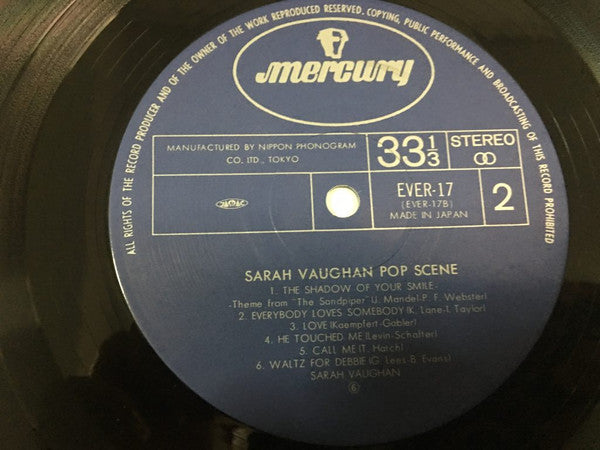 ALL RIGHTS OF THE RECORD PRODUCER AND OF THE OWNER OF THE WORK REPRODUCED RESERVED. COPYING, PUBLIC PERFORMANCE AND BROADCASTING OF THIS RECORD PROHIBITED
mercury
MANUFACTURED BY NIPPON PHONOGRAM
CO. LTD., TOKYO
33 1/3
STEREO
EVER-17
(EVER-17B)
MADE IN JAPAN
2
SARAH VAUGHAN POP SCENE
1. THE SHADOW OF YOUR SMILE-
-Theme from "The Sandpiper"(J. Mandel-P. F. Webster)
2. EVERYBODY LOVES SOMEBODY(K. Lane-I. Taylor)
3. LOVE(Kaempfert-Gabler)
4. HE TOUCHED ME(Levin-Schafter)
5. CALL ME(T. Hatch)
6. WALTZ FOR DEBBIE(G. Lees-B. Evans)
SARAH VAUGHAN
6